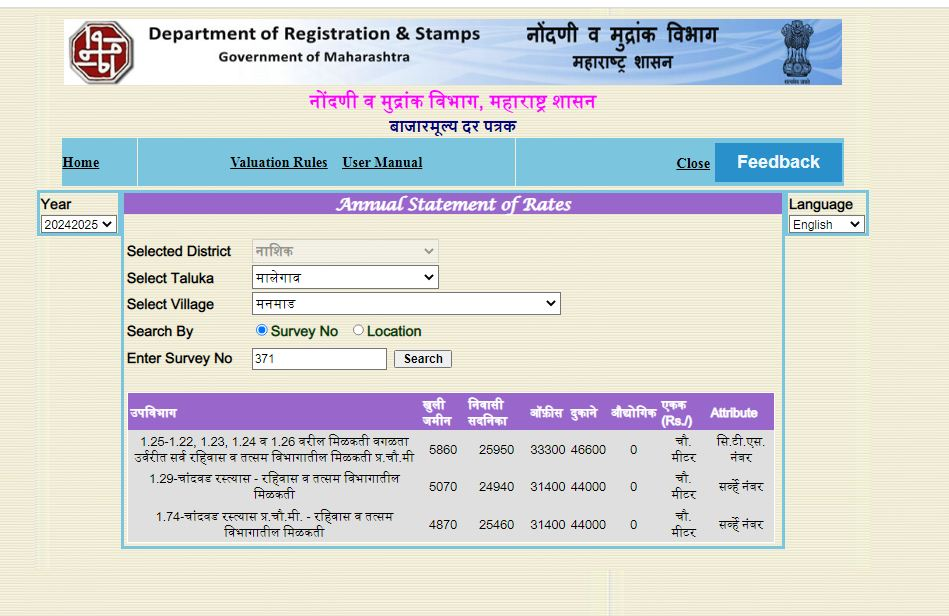 Department of Registration & Stamps
Government of Maharashtra
नोंदणी व मुद्रांक विभाग
महाराष्ट्र शासन
नोंदणी व मुद्रांक विभाग, महाराष्ट्र शासन
बाजारमूल्य दर पत्रक
Home Valuation Rules User Manual Close Feedback
Year
20242025
Annual Statement of Rates
Language
English
Selected District नाशिक
Select Taluka मालेगाव
Select Village मनमाड
Search By Survey No Location
Enter Survey No 371 Search
उपविभाग खुली जमीन निवासी सदनिका ऑफ़ीस दुकाने औद्योगिक एकक (Rs./) Attribute
1.25-1.22, 1.23, 1.24 व 1.26 वरील मिळकती वगळता
उर्वरीत सर्व रहिवास व तत्सम विभागातील मिळकती प्र.चौ.मी
5860 25950 33300 46600 0 चौ. मीटर सि.टी.एस. नंबर
1.29-चांदवड रस्त्यास - रहिवास व तत्सम विभागातील
मिळकती
5070 24940 31400 44000 0 चौ. मीटर सर्व्हे नंबर
1.74-चांदवड रस्त्यास प्र.चौ.मी. - रहिवास व तत्सम
विभागातील मिळकती
4870 25460 31400 44000 0 चौ. मीटर सर्व्हे नंबर